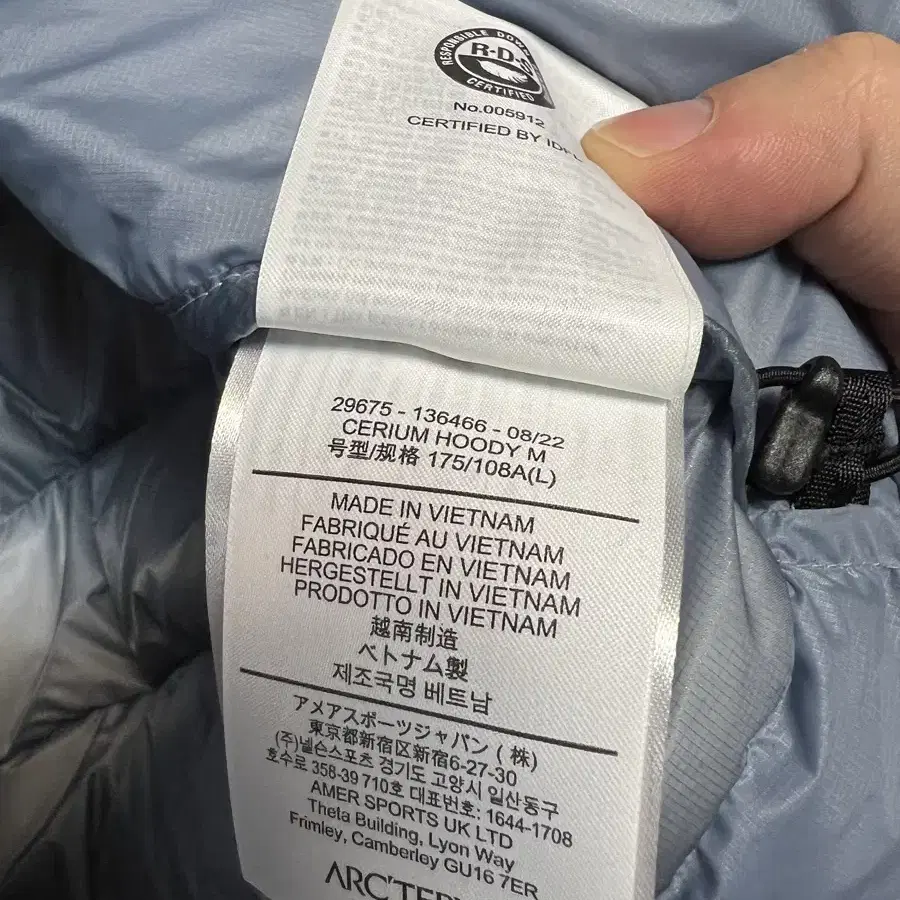 RESPONSIBLE DOWN
R·D·S
CERTIFIED
No.005912
CERTIFIED BY
29675 - 136466 - 08/22
CERIUM HOODY M
号型/规格 175/108A(L)
MADE IN VIETNAM
FABRIQUÉ AU VIETNAM
FABRICADO EN VIETNAM
HERGESTELLT IN VIETNAM
PRODOTTO IN VIETNAM
越南制造
ベトナム製
제조국명 베트남
アメアスポーツジャパン (株)
東京都新宿区新宿6-27-30
(주)넬슨스포츠 경기도 고양시 일산동구
호수로 358-39 710호 대표번호: 1644-1708
AMER SPORTS UK LTD
Theta Building, Lyon Way
Frimley, Camberley GU16 7ER